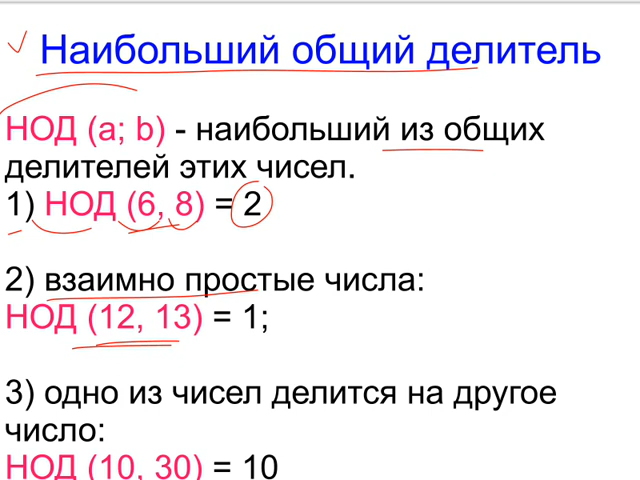 Наибольший общий делитель
НОД (a; b) - наибольший из общих
делителей этих чисел.
1) НОД (6, 8) = 2
2) взаимно простые числа:
НОД (12, 13) = 1;
3) одно из чисел делится на другое
число:
НОД (10, 30) = 10